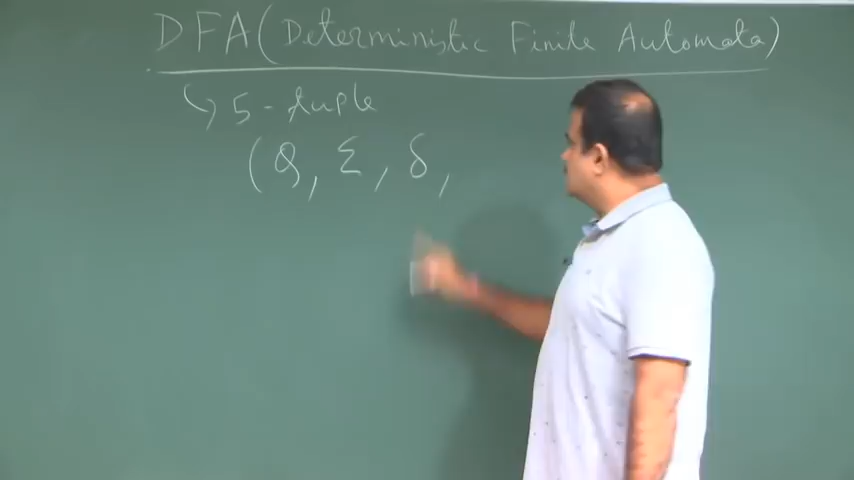 DFA (Deterministic Finite Automata)
↳ 5 - tuple
(Q, Σ, δ,